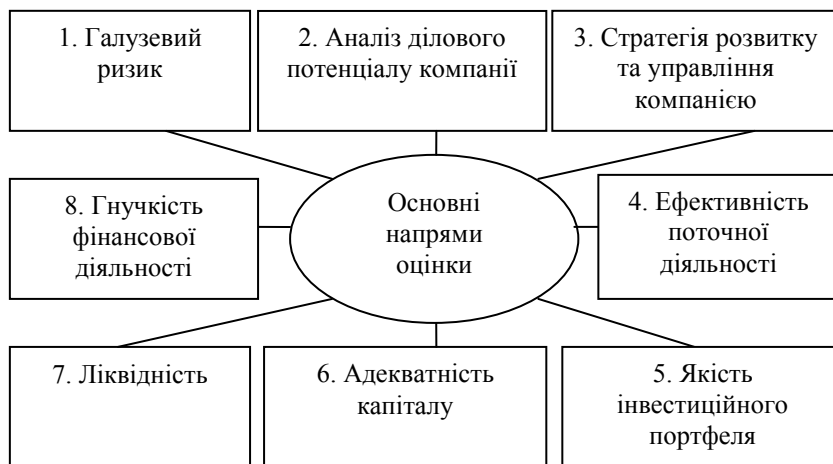 1. Галузевий
ризик
2. Аналіз ділового
потенціалу компанії
3. Стратегія розвитку
та управління
компанією
8. Гнучкість
фінансової
діяльності
Основні
напрями
оцінки
4. Ефективність
поточної
діяльності
7. Ліквідність
6. Адекватність
капіталу
5. Якість
інвестиційного
портфеля